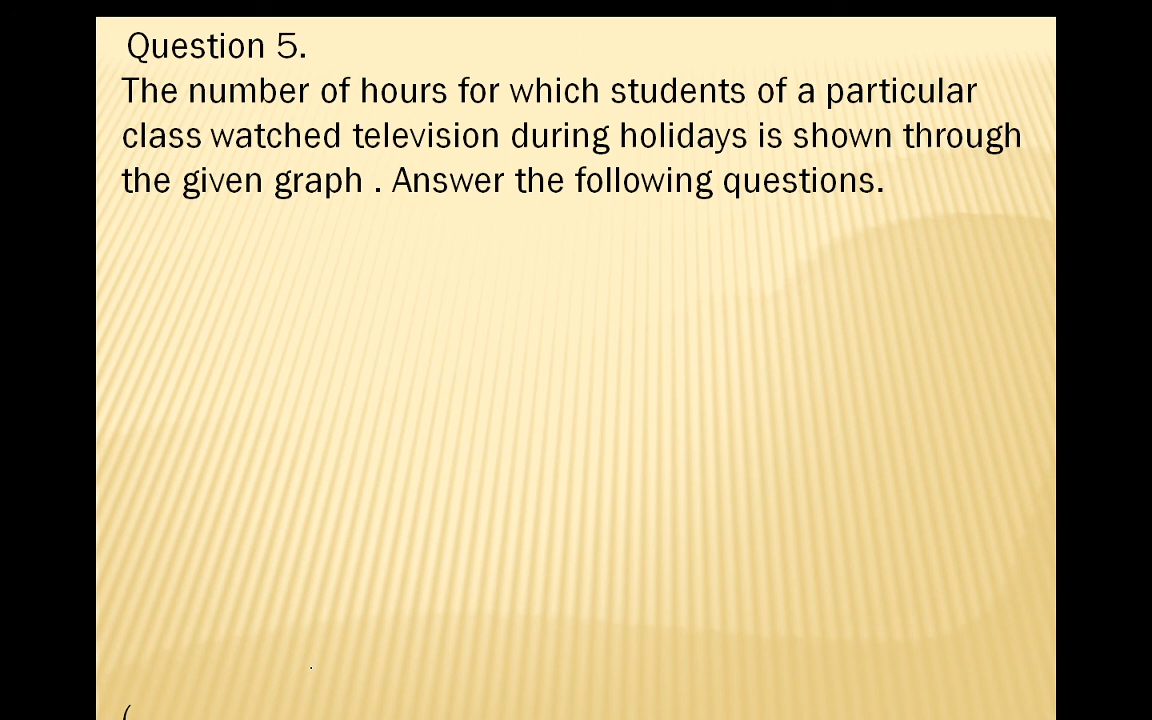 Question 5.
The number of hours for which students of a particular
class watched television during holidays is shown through
the given graph . Answer the following questions.
.
(